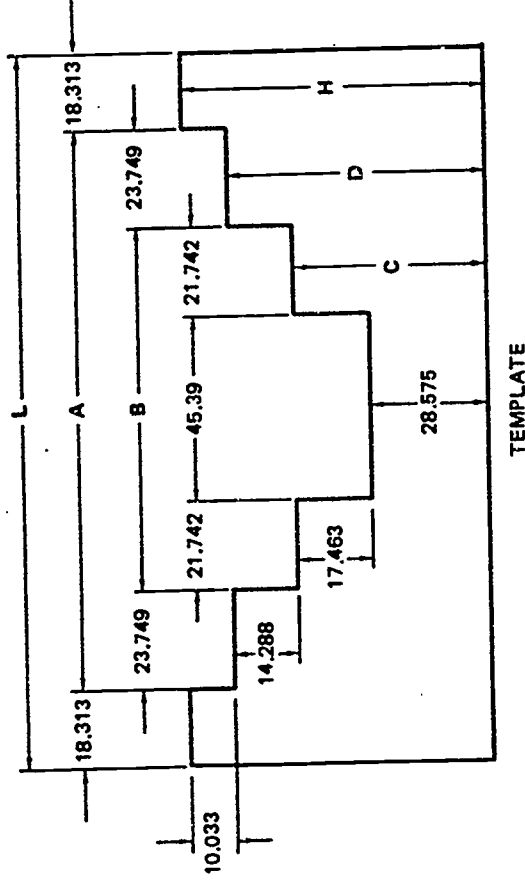 L
A
B
18.313
23.749
21.742
45.39
21.742
23.749
18.313
10.033
14.288
17.463
28.575
C
D
H
TEMPLATE